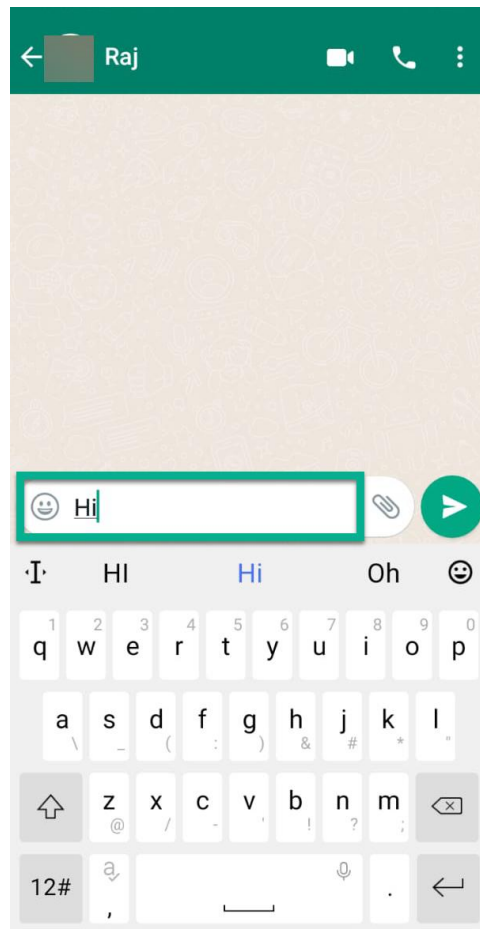 Raj
Hi
HI Hi Oh
1 2 3 4 5 6 7 8 9 0
q w e r t y u i o p
a s d f g h j k l
\ _ ( : ) & # * "
z x c v b n m
@ / - ' ! ? ;
12# a , .